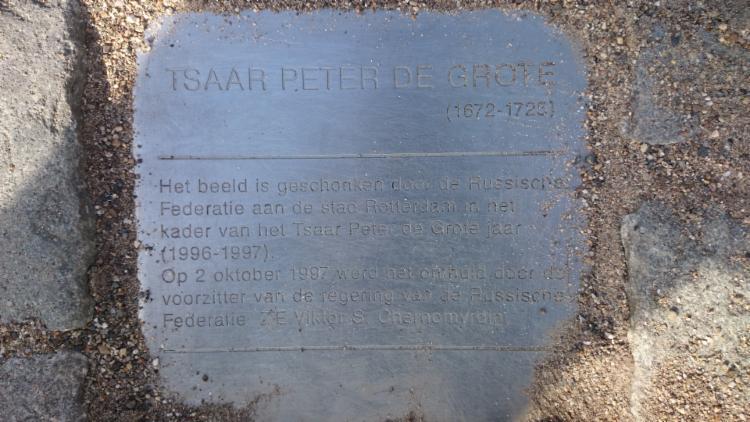 TSAAR PETER DE GROTE
(1672-1725)
Het beeld is geschonken door de Russische
Federatie aan de stad Rotterdam in het
kader van het Tsaar Peter de Grote jaar
(1996-1997).
Op 2 oktober 1997 werd het onthuld door de
voorzitter van de regering van de Russische
Federatie Z.E. Viktor S. Chernomyrdin